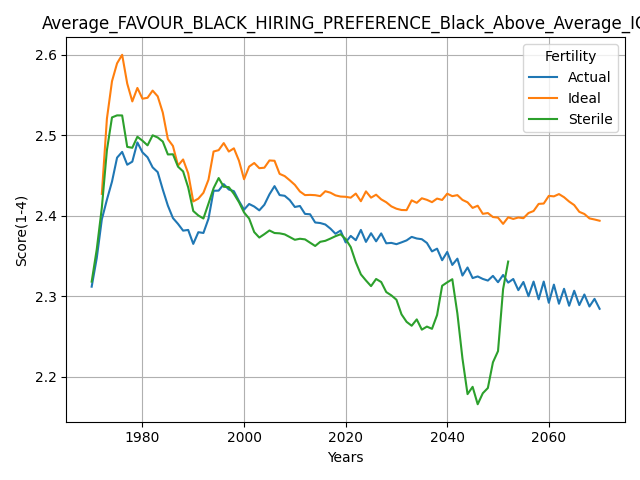 Average_FAVOUR_BLACK_HIRING_PREFERENCE_Black_Above_Average_IQ
Score(1-4)
2.6
2.5
2.4
2.3
2.2
Fertility
Actual
Ideal
Sterile
1980
2000
2020
2040
2060
Years